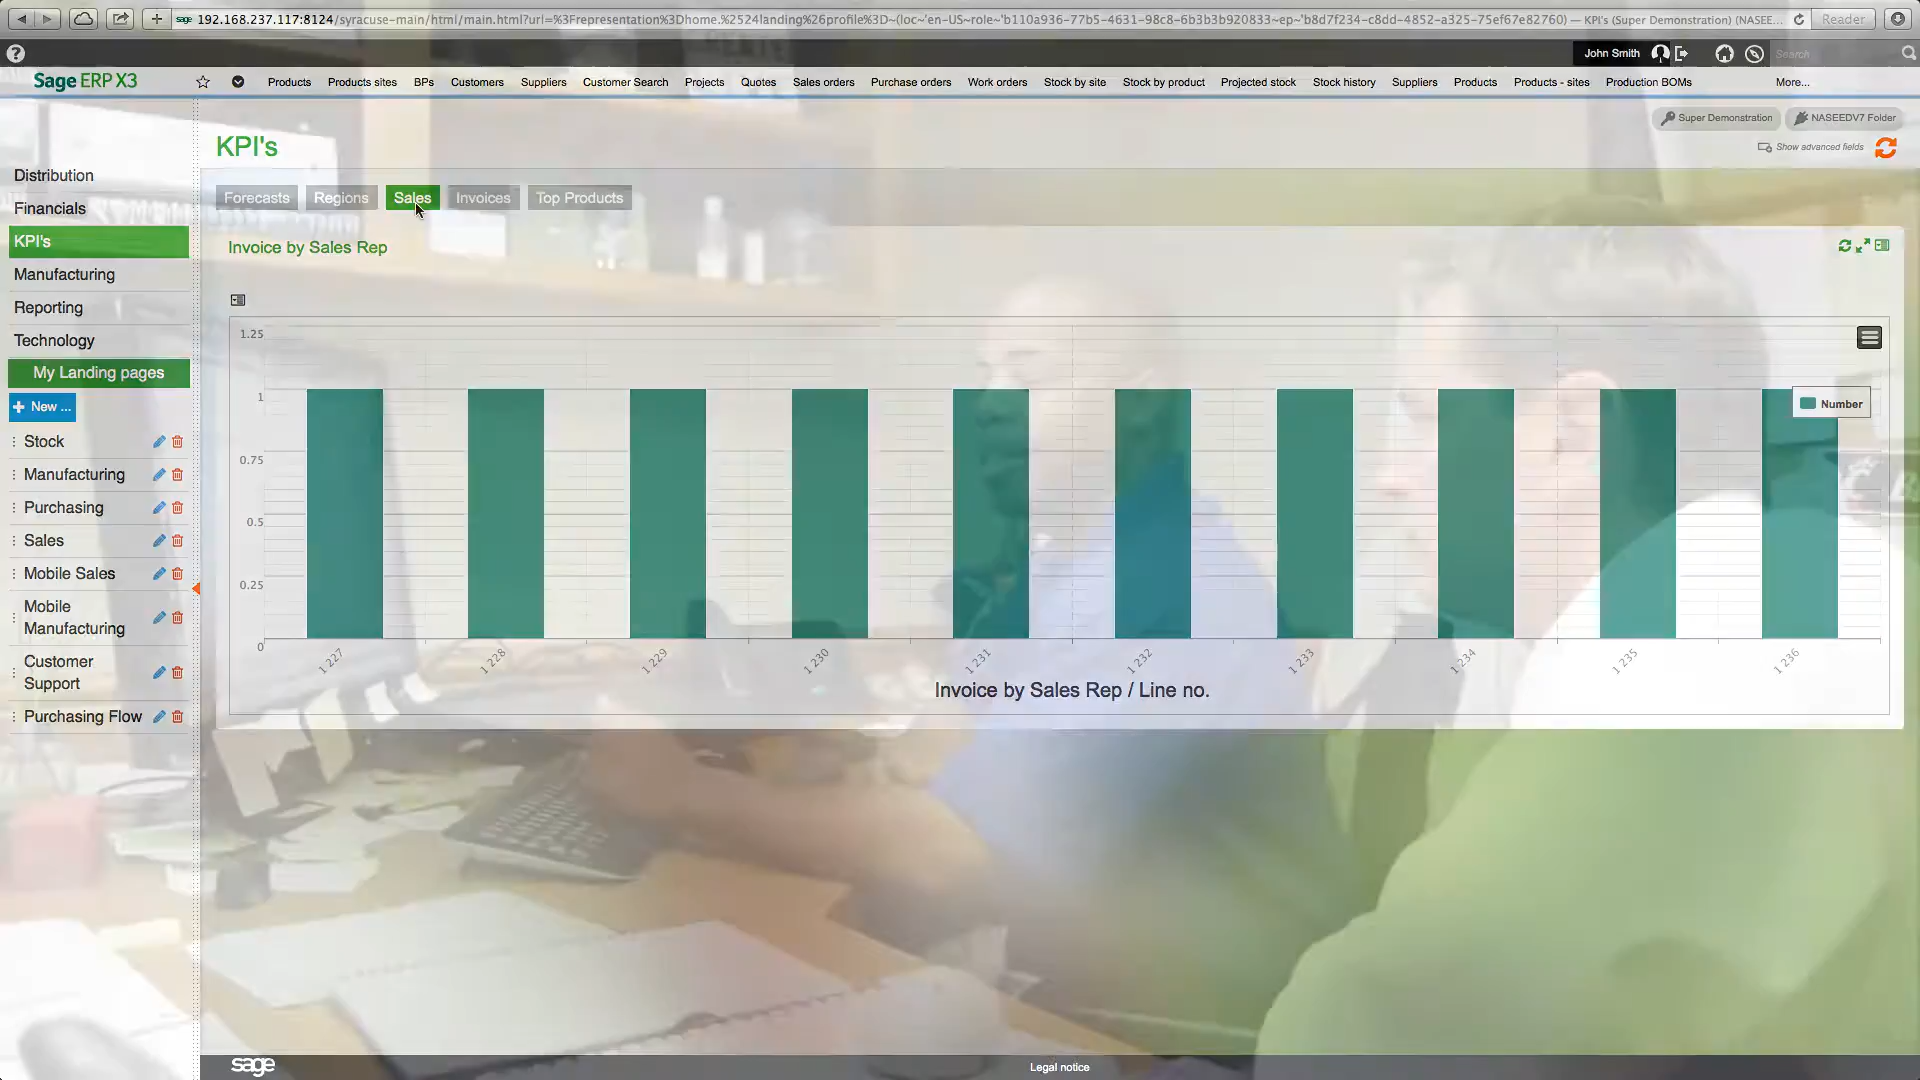 192.168.237.117:8124/syracuse-main/html/main.html?url=%3Frepresentation%3Dhome.%2524landing%26profile%3D~(loc~'en-US~role~'b110a936-77b5-4631-98c8-6b3b3b920833~ep~'b8d7f234-c8dd-4852-a325-75ef67e82760) — KPI's (Super Demonstration) (NASEE... Reader
John Smith Search
Sage ERP X3 Products Products sites BPs Customers Suppliers Customer Search Projects Quotes Sales orders Purchase orders Work orders Stock by site Stock by product Projected stock Stock history Suppliers Products Products - sites Production BOMs More...
Super Demonstration NASEEDV7 Folder
KPI's
Show advanced fields
Distribution
Financials
KPI's
Manufacturing
Reporting
Technology
My Landing pages
+ New ...
Stock
Manufacturing
Purchasing
Sales
Mobile Sales
Mobile
Manufacturing
Customer
Support
Purchasing Flow
Forecasts Regions Sales Invoices Top Products
Invoice by Sales Rep
1.25
1
0.75
0.5
0.25
0
Number
1 227 1 228 1 229 1 230 1 231 1 232 1 233 1 234 1 235 1 236
Invoice by Sales Rep / Line no.
sage Legal notice